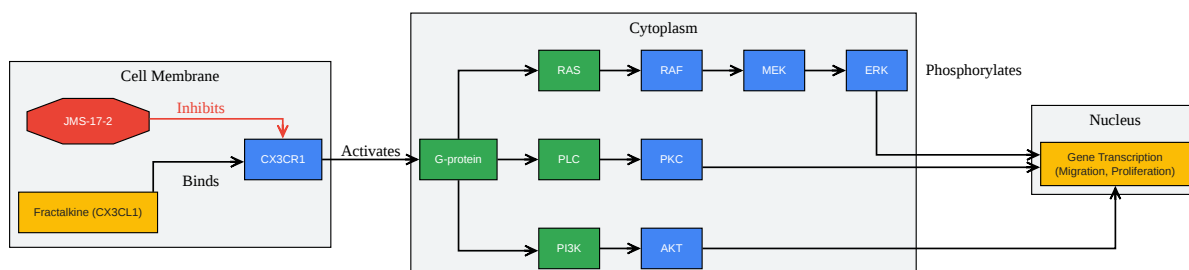 Cytoplasm
Cell Membrane
JMS-17-2
Inhibits
CX3CR1
Binds
Fractalkine (CX3CL1)
Activates
G-protein
RAS
RAF
MEK
ERK
Phosphorylates
PLC
PKC
PI3K
AKT
Nucleus
Gene Transcription
(Migration, Proliferation)